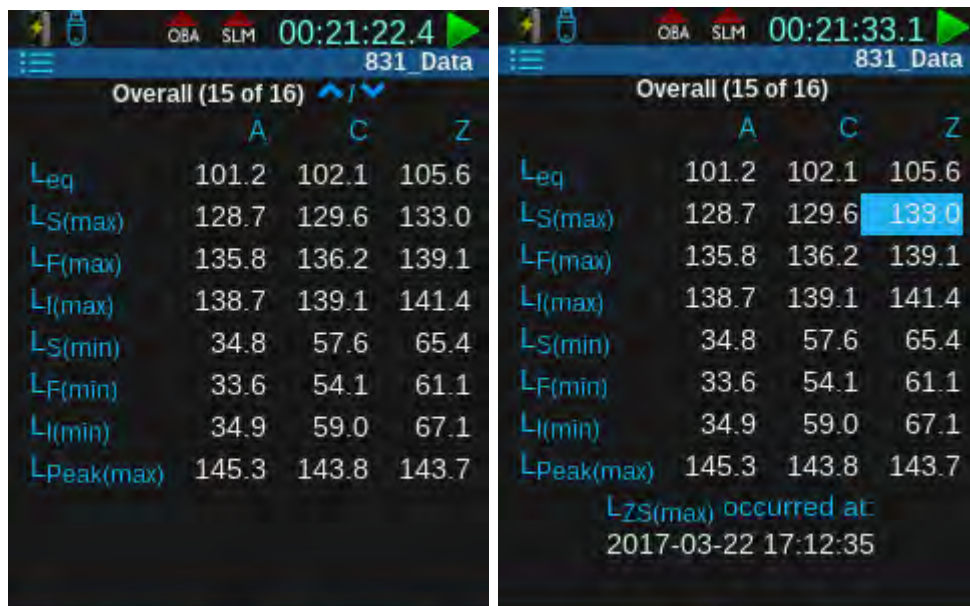 OBA SLM 00:21:22.4
831_Data
Overall (15 of 16) /
A C Z
Leq 101.2 102.1 105.6
LS(max) 128.7 129.6 133.0
LF(max) 135.8 136.2 139.1
LI(max) 138.7 139.1 141.4
LS(min) 34.8 57.6 65.4
LF(min) 33.6 54.1 61.1
LI(min) 34.9 59.0 67.1
LPeak(max) 145.3 143.8 143.7
OBA SLM 00:21:33.1
831_Data
Overall (15 of 16)
A C Z
Leq 101.2 102.1 105.6
LS(max) 128.7 129.6 133.0
LF(max) 135.8 136.2 139.1
LI(max) 138.7 139.1 141.4
LS(min) 34.8 57.6 65.4
LF(min) 33.6 54.1 61.1
LI(min) 34.9 59.0 67.1
LPeak(max) 145.3 143.8 143.7
LZS(max) occurred at:
2017-03-22 17:12:35